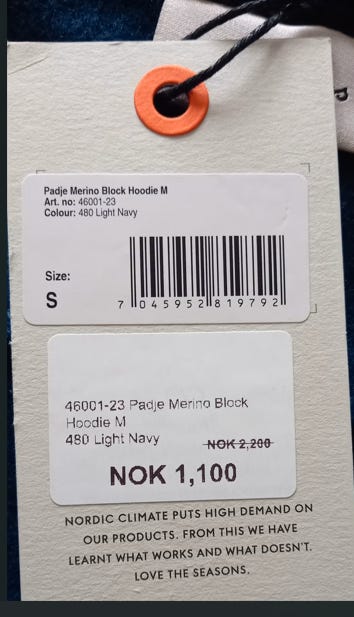 Padje Merino Block Hoodie M
Art. no: 46001-23
Colour: 480 Light Navy
Size:
S
7 045952 819792
46001-23 Padje Merino Block
Hoodie M
480 Light Navy NOK 2,200
NOK 1,100
NORDIC CLIMATE PUTS HIGH DEMAND ON
OUR PRODUCTS. FROM THIS WE HAVE
LEARNT WHAT WORKS AND WHAT DOESN'T.
LOVE THE SEASONS.